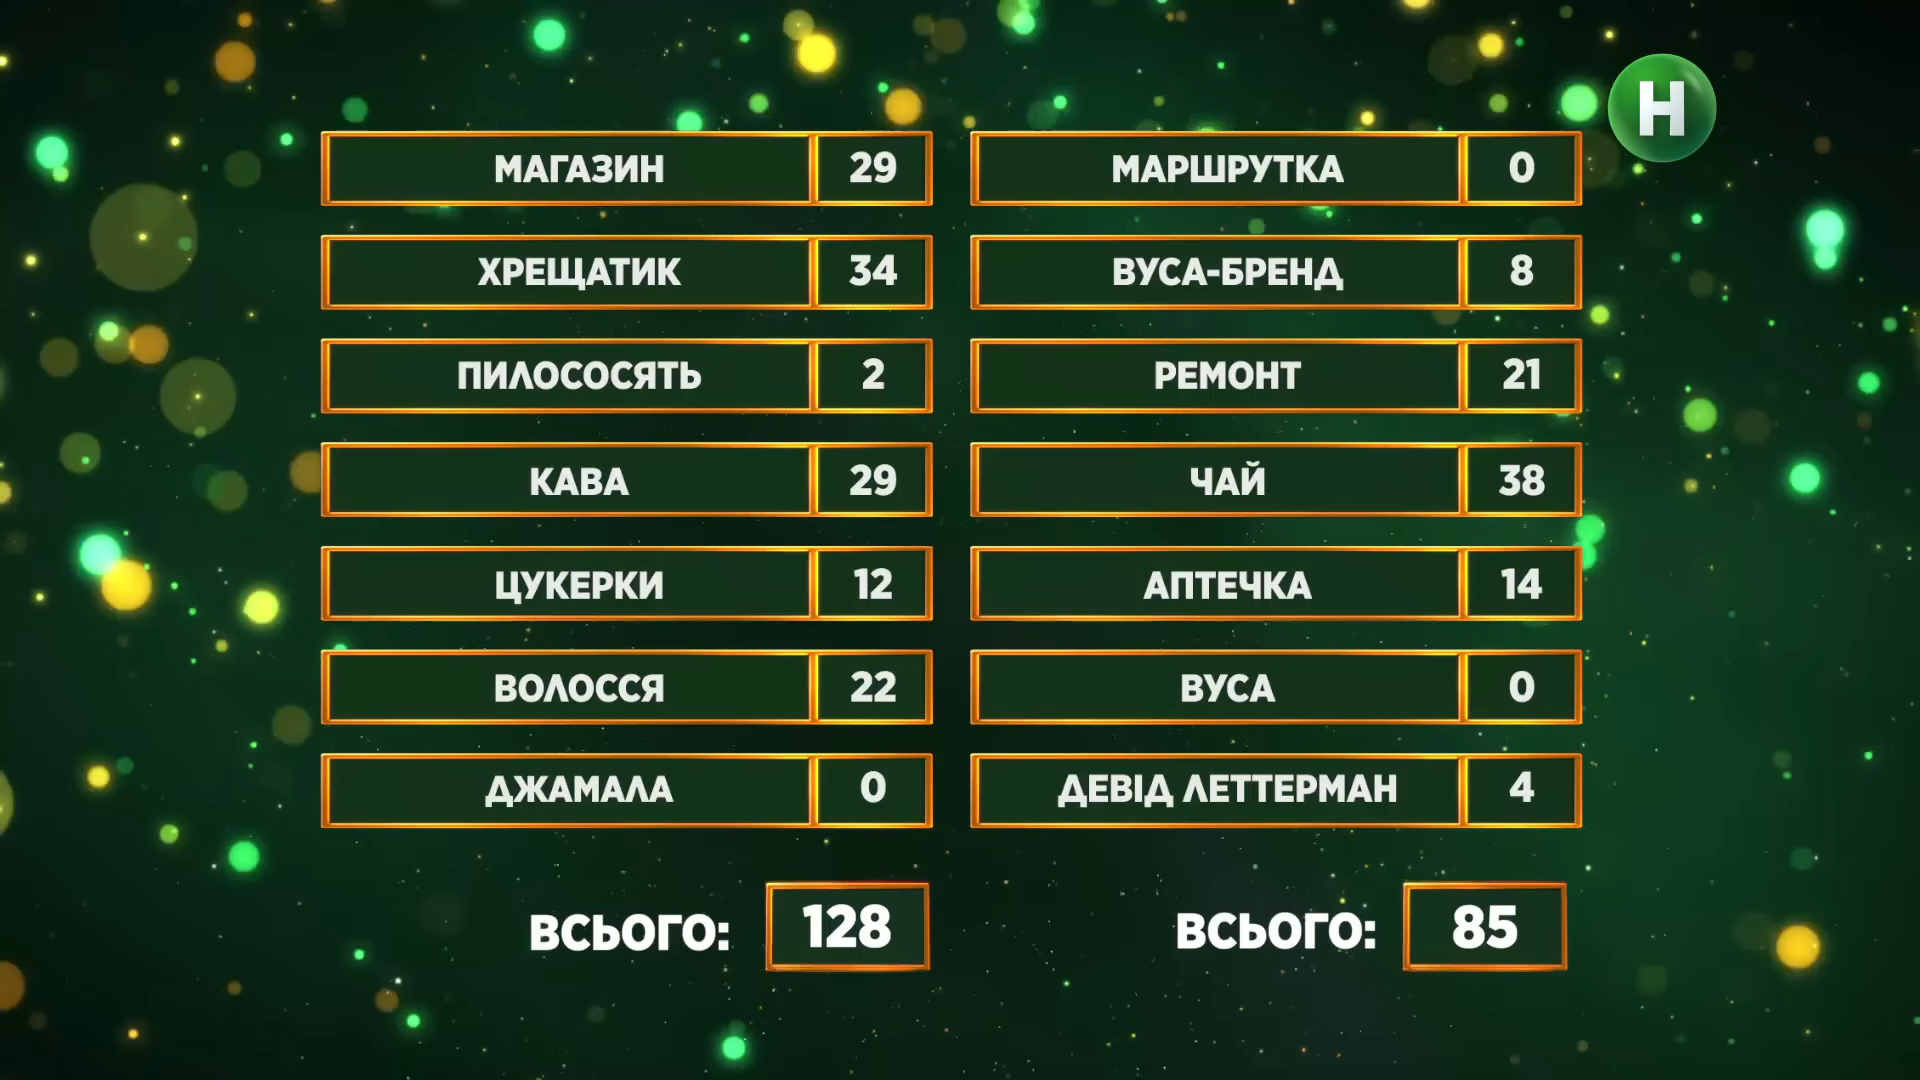 Н
МАГАЗИН 29
ХРЕЩАТИК 34
ПИЛОСОСЯТЬ 2
КАВА 29
ЦУКЕРКИ 12
ВОЛОССЯ 22
ДЖАМАЛА 0
ВСЬОГО: 128
МАРШРУТКА 0
ВУСА-БРЕНД 8
РЕМОНТ 21
ЧАЙ 38
АПТЕЧКА 14
ВУСА 0
ДЕВІД ЛЕТТЕРМАН 4
ВСЬОГО: 85